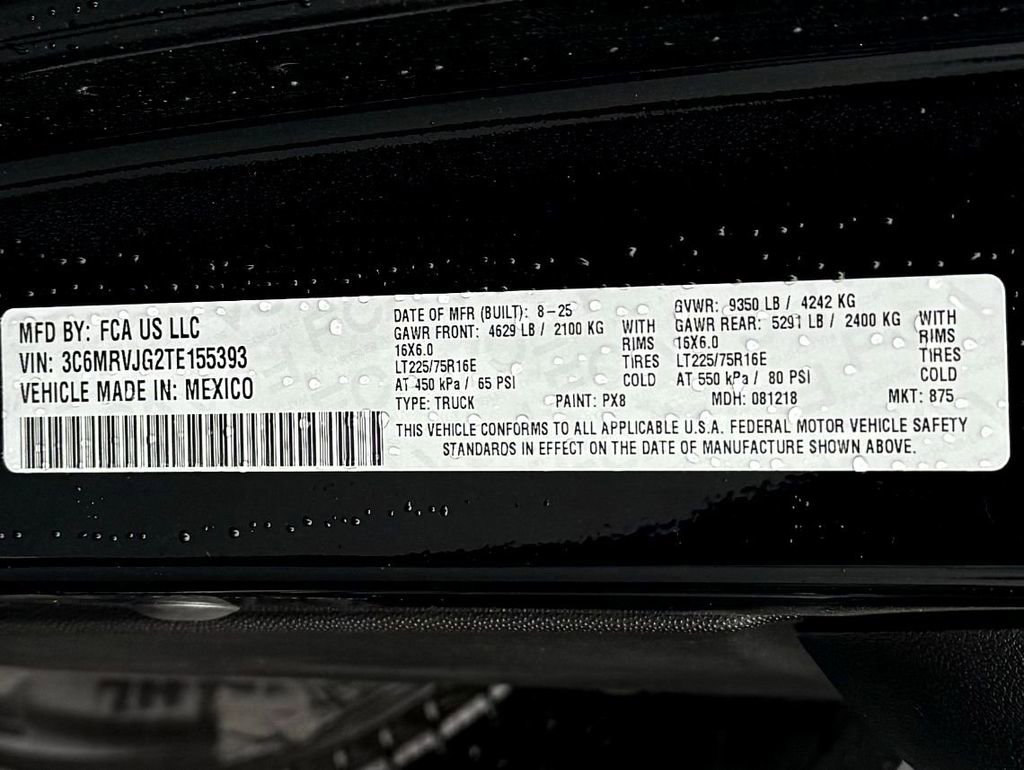 MFD BY: FCA US LLC
VIN: 3C6MRVJG2TE155393
VEHICLE MADE IN: MEXICO
DATE OF MFR (BUILT): 8-25
GAWR FRONT: 4629 LB / 2100 KG
16X6.0
LT225/75R16E
AT 450 kPa / 65 PSI
WITH
RIMS
TIRES
COLD
GVWR: 9350 LB / 4242 KG
GAWR REAR: 5291 LB / 2400 KG
16X6.0
LT225/75R16E
AT 550 kPa / 80 PSI
WITH
RIMS
TIRES
COLD
TYPE: TRUCK PAINT: PX8 MDH: 081218 MKT: 875
THIS VEHICLE CONFORMS TO ALL APPLICABLE U.S.A. FEDERAL MOTOR VEHICLE SAFETY
STANDARDS IN EFFECT ON THE DATE OF MANUFACTURE SHOWN ABOVE.